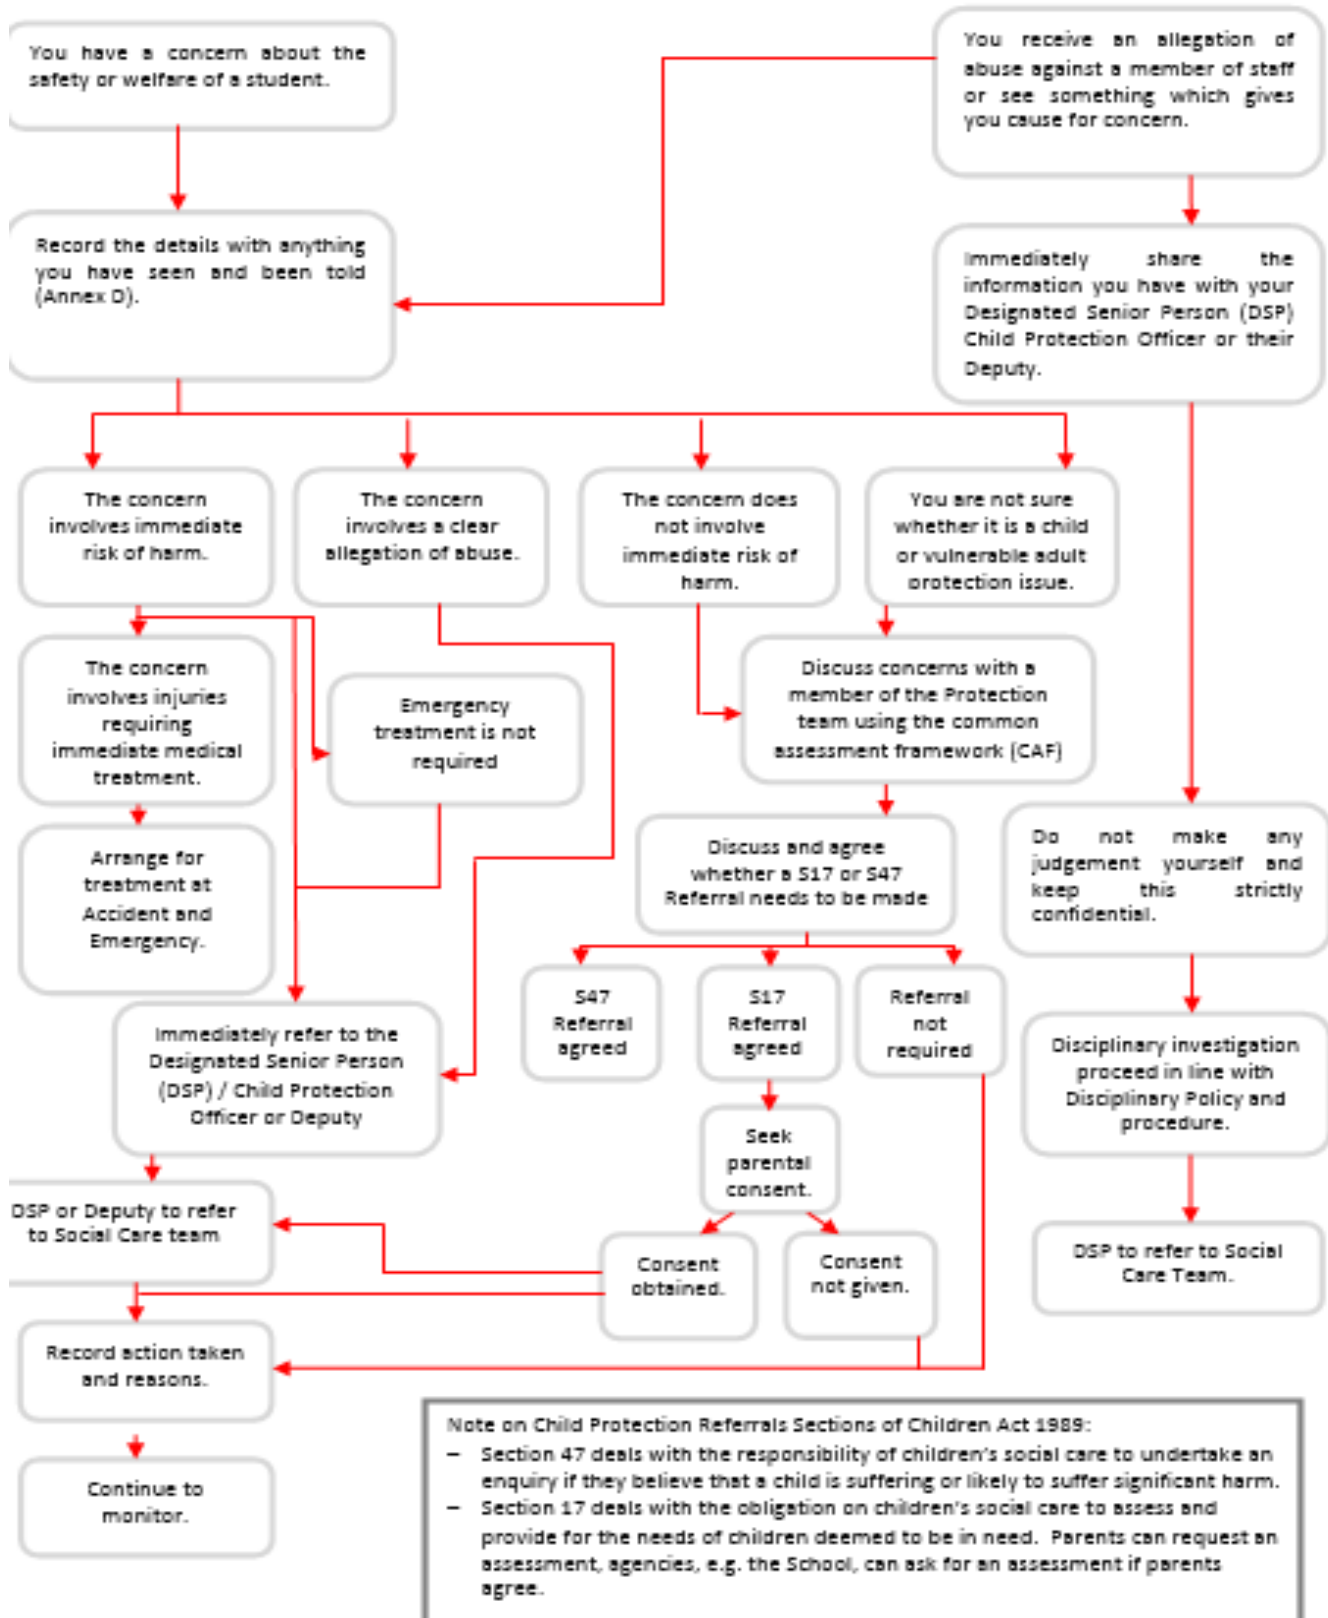 You have a concern about the
safety or welfare of a student.
You receive an allegation of
abuse against a member of staff
or see something which gives
you cause for concern.
Record the details with anything
you have seen and been told
(Annex D).
Immediately share the
information you have with your
Designated Senior Person (DSP)
Child Protection Officer or their
Deputy.
The concern
involves immediate
risk of harm.
The concern
involves a clear
allegation of abuse.
The concern does
not involve
immediate risk of
harm.
You are not sure
whether it is a child
or vulnerable adult
protection issue.
The concern
involves injuries
requiring
immediate medical
treatment.
Emergency
treatment is not
required
Discuss concerns with a
member of the Protection
team using the common
assessment framework (CAF)
Arrange for
treatment at
Accident and
Emergency.
Discuss and agree
whether a S17 or S47
Referral needs to be made
Do not make any
judgement yourself and
keep this strictly
confidential.
S47
Referral
agreed
S17
Referral
agreed
Referral
not
required
Immediately refer to the
Designated Senior Person
(DSP) / Child Protection
Officer or Deputy
Disciplinary investigation
proceed in line with
Disciplinary Policy and
procedure.
Seek
parental
consent.
DSP or Deputy to refer
to Social Care team
Consent
obtained.
Consent
not given.
DSP to refer to Social
Care Team.
Record action taken
and reasons.
Continue to
monitor.
Note on Child Protection Referrals Sections of Children Act 1989:
– Section 47 deals with the responsibility of children's social care to undertake an
enquiry if they believe that a child is suffering or likely to suffer significant harm.
– Section 17 deals with the obligation on children's social care to assess and
provide for the needs of children deemed to be in need. Parents can request an
assessment, agencies, e.g. the School, can ask for an assessment if parents
agree.